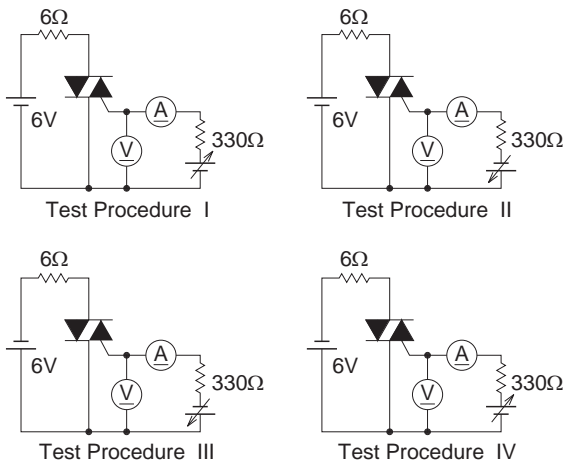 6Ω
6Ω
A
A
6V
V
330Ω
6V
V
330Ω
Test Procedure I
Test Procedure II
6Ω
6Ω
A
A
6V
V
330Ω
6V
V
330Ω
Test Procedure III
Test Procedure IV